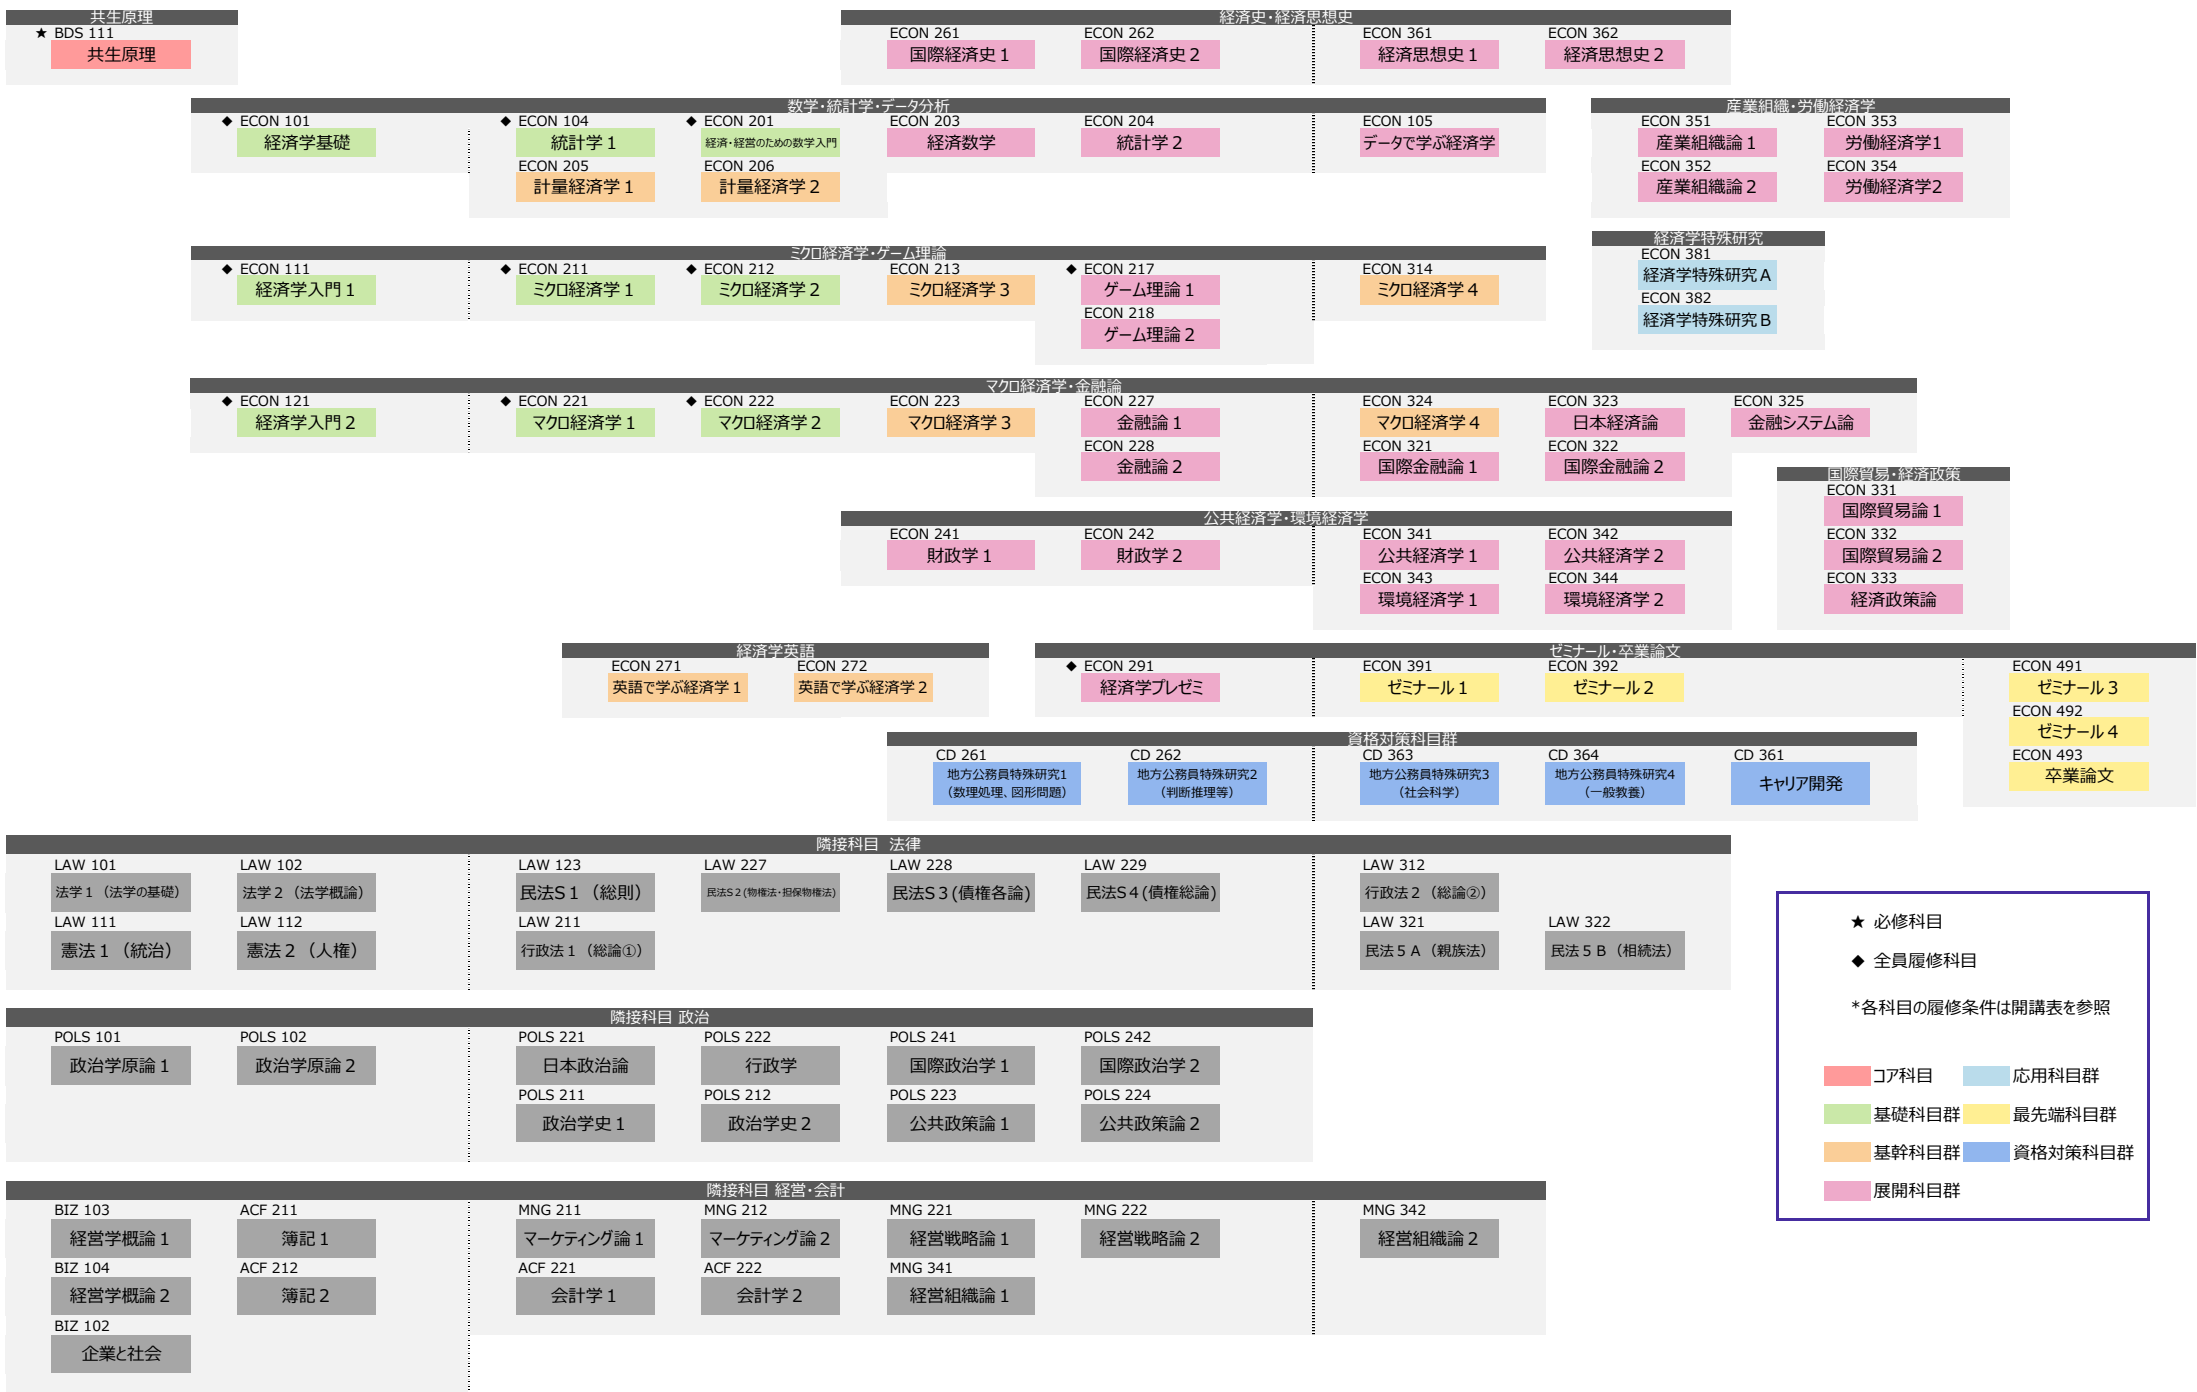 共生原理
★ BDS 111
共生原理
経済史・経済思想史
ECON 261 ECON 262 ECON 361 ECON 362
国際経済史１ 国際経済史２ 経済思想史１ 経済思想史２
数学・統計学・データ分析
◆ ECON 101 ◆ ECON 104 ◆ ECON 201 ECON 203 ECON 204 ECON 105
経済学基礎 統計学１ 経済・経営のための数学入門 経済数学 統計学２ データで学ぶ経済学
ECON 205 ECON 206
計量経済学１ 計量経済学２
産業組織・労働経済学
ECON 351 ECON 353
産業組織論１ 労働経済学1
ECON 352 ECON 354
産業組織論２ 労働経済学2
ミクロ経済学・ゲーム理論
◆ ECON 111 ◆ ECON 211 ◆ ECON 212 ECON 213 ◆ ECON 217 ECON 314
経済学入門１ ミクロ経済学１ ミクロ経済学２ ミクロ経済学３ ゲーム理論１ ミクロ経済学４
ECON 218
ゲーム理論２
経済学特殊研究
ECON 381
経済学特殊研究Ａ
ECON 382
経済学特殊研究Ｂ
マクロ経済学・金融論
◆ ECON 121 ◆ ECON 221 ◆ ECON 222 ECON 223 ECON 227 ECON 324 ECON 323 ECON 325
経済学入門２ マクロ経済学１ マクロ経済学２ マクロ経済学３ 金融論１ マクロ経済学４ 日本経済論 金融システム論
ECON 228 ECON 321 ECON 322
金融論２ 国際金融論１ 国際金融論２
国際貿易・経済政策
ECON 331
国際貿易論１
ECON 332
国際貿易論２
ECON 333
経済政策論
公共経済学・環境経済学
ECON 241 ECON 242 ECON 341 ECON 342
財政学１ 財政学２ 公共経済学１ 公共経済学２
ECON 343 ECON 344
環境経済学１ 環境経済学２
経済学英語
ECON 271 ECON 272
英語で学ぶ経済学１ 英語で学ぶ経済学２
ゼミナール・卒業論文
◆ ECON 291 ECON 391 ECON 392 ECON 491
経済学プレゼミ ゼミナール１ ゼミナール２ ゼミナール３
ECON 492
ゼミナール４
ECON 493
卒業論文
資格対策科目群
CD 261 CD 262 CD 363 CD 364 CD 361
地方公務員特殊研究1 地方公務員特殊研究2 地方公務員特殊研究3 地方公務員特殊研究4 キャリア開発
（数理処理、図形問題） （判断推理等） （社会科学） （一般教養）
隣接科目 法律
LAW 101 LAW 102 LAW 123 LAW 227 LAW 228 LAW 229 LAW 312
法学１（法学の基礎） 法学２（法学概論） 民法S１（総則） 民法S２(物権法・担保物権法) 民法S３(債権各論) 民法S４(債権総論) 行政法２（総論②）
LAW 111 LAW 112 LAW 211 LAW 321 LAW 322
憲法１（統治） 憲法２（人権） 行政法１（総論①） 民法５Ａ（親族法） 民法５Ｂ（相続法）
隣接科目 政治
POLS 101 POLS 102 POLS 221 POLS 222 POLS 241 POLS 242
政治学原論１ 政治学原論２ 日本政治論 行政学 国際政治学１ 国際政治学２
POLS 211 POLS 212 POLS 223 POLS 224
政治学史１ 政治学史２ 公共政策論１ 公共政策論２
隣接科目 経営・会計
BIZ 103 ACF 211 MNG 211 MNG 212 MNG 221 MNG 222 MNG 342
経営学概論１ 簿記１ マーケティング論１ マーケティング論２ 経営戦略論１ 経営戦略論２ 経営組織論２
BIZ 104 ACF 212 ACF 221 ACF 222 MNG 341
経営学概論２ 簿記２ 会計学１ 会計学２ 経営組織論１
BIZ 102
企業と社会
★ 必修科目
◆ 全員履修科目
*各科目の履修条件は開講表を参照
コア科目 応用科目群
基礎科目群 最先端科目群
基幹科目群 資格対策科目群
展開科目群